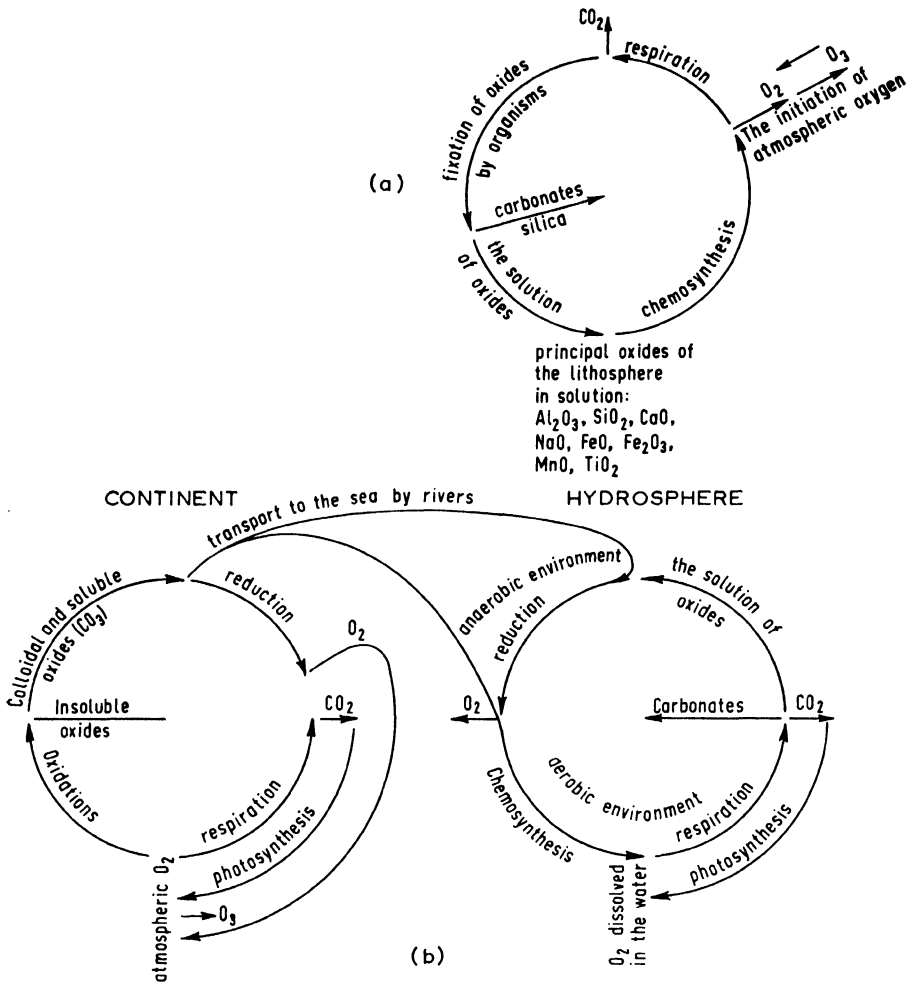 CO₂
respiration
O₃
O₂
The initiation of
atmospheric oxygen
fixation of oxides
by organisms
(a)
carbonates
silica
the solution
of oxides
chemosynthesis
principal oxides of
the lithosphere
in solution:
Al₂O₃, SiO₂, CaO,
NaO, FeO, Fe₂O₃,
MnO, TiO₂
CONTINENT
transport to the sea by rivers
HYDROSPHERE
Colloidal and soluble
oxides (CO₃)
reduction
O₂
Insoluble
oxides
CO₂
Oxidations
respiration
photosynthesis
atmospheric O₂
O₃
anaerobic environment
reduction
the solution of
oxides
O₂
Carbonates
CO₂
Chemosynthesis
aerobic environment
respiration
photosynthesis
O₂ dissolved
in the water
(b)